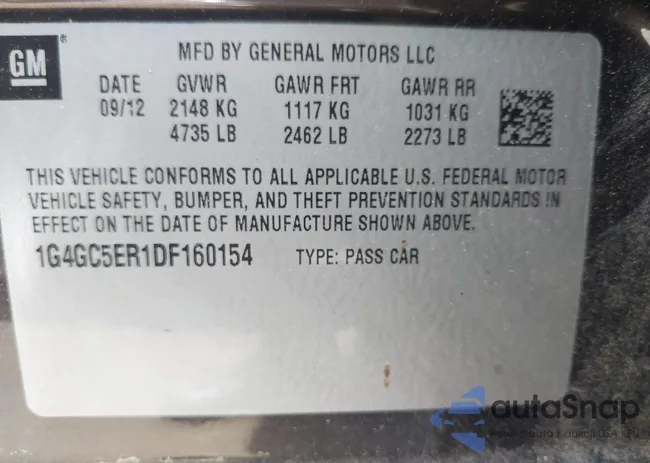 GM
MFD BY GENERAL MOTORS LLC
DATE GVWR GAWR FRT GAWR RR
09/12 2148 KG 1117 KG 1031 KG
4735 LB 2462 LB 2273 LB
THIS VEHICLE CONFORMS TO ALL APPLICABLE U.S. FEDERAL MOTOR
VEHICLE SAFETY, BUMPER, AND THEFT PREVENTION STANDARDS IN
EFFECT ON THE DATE OF MANUFACTURE SHOWN ABOVE.
1G4GC5ER1DF160154 TYPE: PASS CAR
autoSnap